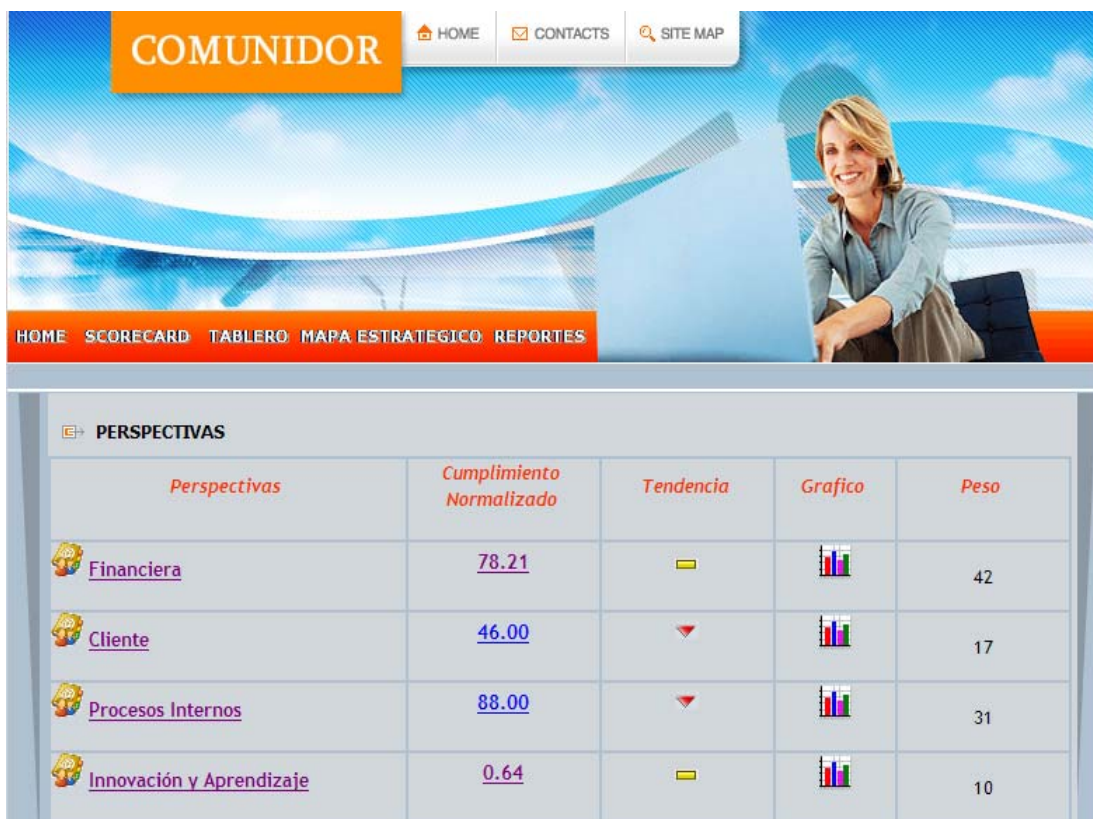 COMUNIDOR
HOME CONTACTS SITE MAP
HOME SCORECARD TABLERO MAPA ESTRATEGICO REPORTES
PERSPECTIVAS
Perspectivas Cumplimiento Normalizado Tendencia Grafico Peso
Financiera 78.21 42
Cliente 46.00 17
Procesos Internos 88.00 31
Innovación y Aprendizaje 0.64 10